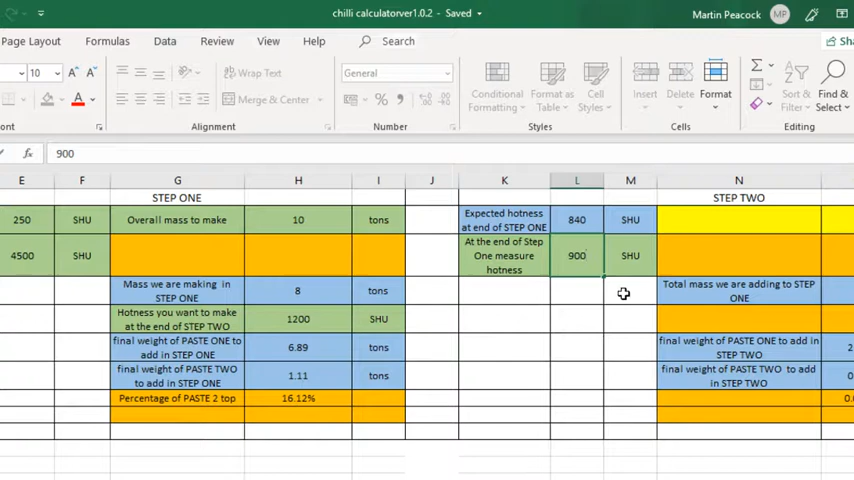 chilli calculatorver1.0.2 - Saved
Martin Peacock MP
Page Layout Formulas Data Review View Help Search
10 A A Wrap Text General
Merge & Center Conditional Formatting Format as Table Cell Styles Insert Delete Format Sort & Filter Find & Select
Alignment Number Styles Cells Editing
fx 900
E F G H I J K L M N
STEP ONE STEP TWO
250 SHU Overall mass to make 10 tons Expected hotness at end of STEP ONE 840 SHU
4500 SHU At the end of Step One measure hotness 900 SHU
Mass we are making in STEP ONE 8 tons Total mass we are adding to STEP ONE
Hotness you want to make at the end of STEP TWO 1200 SHU
final weight of PASTE ONE to add in STEP ONE 6.89 tons final weight of PASTE ONE to add in STEP TWO
final weight of PASTE TWO to add in STEP ONE 1.11 tons final weight of PASTE TWO to add in STEP TWO
Percentage of PASTE 2 top 16.12%